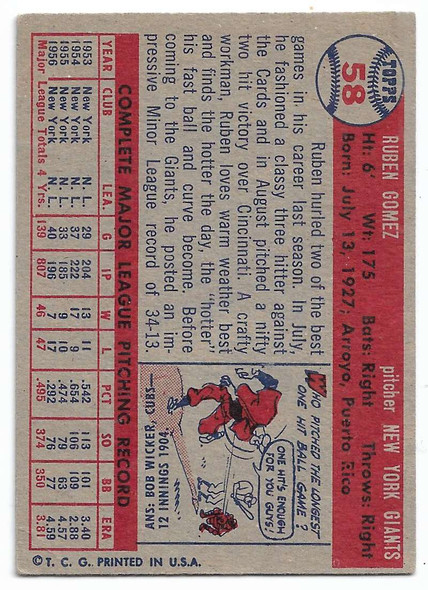 TOPPS
58
RUBEN GOMEZ
pitcher NEW YORK GIANTS
Ht: 6' Wt: 175 Bats: Right Throws: Right
Born: July 13, 1927; Arroyo, Puerto Rico
Ruben hurled two of the best
games in his career last season. In July,
he fashioned a classy three hitter against
the Cards and in August pitched a nifty
two hit victory over Cincinnati. A crafty
workman, Ruben loves warm weather best
and finds the hotter the day, the "hotter"
his fast ball and curve become. Before
coming to the Giants, he posted an im-
pressive Minor League record of 34-13
WHO PITCHED THE LONGEST
ONE HIT BALL GAME?
ONE HIT'S ENOUGH
FOR YOU GUYS!
ANS: BOB WICKER, CUBS—
12 INNINGS 1904.
COMPLETE MAJOR LEAGUE PITCHING RECORD
YEAR CLUB LEA. G IP W L PCT SO BB ERA
1953 New York N. L. 29 204 13 11 .542 113 101 3.40
1954 New York N. L. 37 222 17 9 .654 106 109 2.88
1955 New York N. L. 33 185 9 10 .474 79 63 4.57
1956 New York N. L. 40 196 7 17 .292 76 77 4.59
Major League Totals 4 Yrs. 139 807 46 47 .495 374 350 3.81
© T. C. G. PRINTED IN U.S.A.